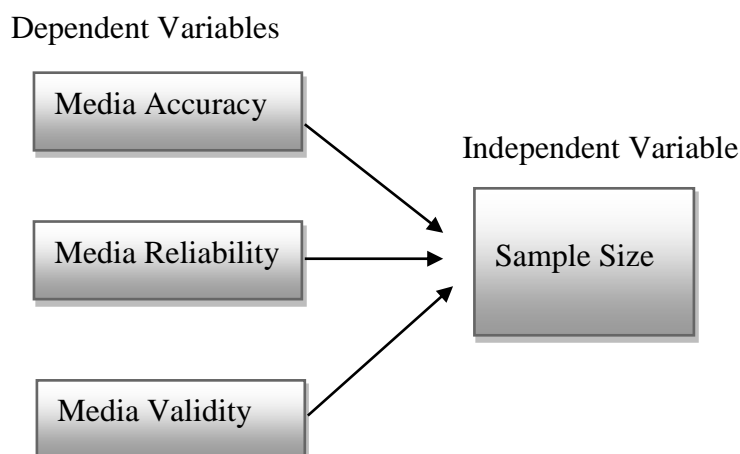 Dependent Variables
Media Accuracy
Independent Variable
Media Reliability
Sample Size
Media Validity